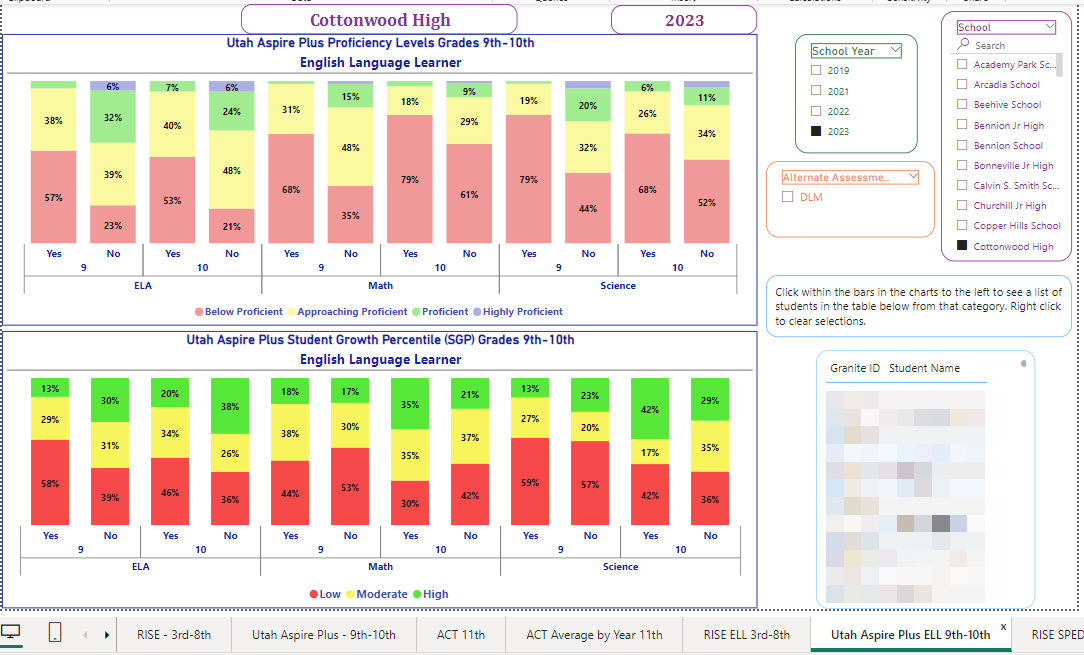 Cottonwood High
2023
Utah Aspire Plus Proficiency Levels Grades 9th-10th
English Language Learner
6% 7% 6% 15% 9% 20% 6% 11%
38% 32% 40% 24% 31% 48% 18% 29% 19% 32% 26% 34%
39% 48%
57% 23% 53% 21% 68% 35% 79% 61% 79% 44% 68% 52%
Yes No Yes No Yes No Yes No Yes No Yes No
9 10 9 10 9 10
ELA Math Science
Below Proficient Approaching Proficient Proficient Highly Proficient
Utah Aspire Plus Student Growth Percentile (SGP) Grades 9th-10th
English Language Learner
13% 30% 20% 38% 18% 17% 35% 21% 13% 23% 42% 29%
29% 31% 34% 26% 38% 30% 35% 37% 27% 20% 17% 35%
58% 39% 46% 36% 44% 53% 30% 42% 59% 57% 42% 36%
Yes No Yes No Yes No Yes No Yes No Yes No
9 10 9 10 9 10
ELA Math Science
Low Moderate High
School Year
2019
2021
2022
2023
Alternate Assessme...
DLM
School
Search
Academy Park Sc...
Arcadia School
Beehive School
Bennion Jr High
Bennion School
Bonneville Jr High
Calvin S. Smith Sc...
Churchill Jr High
Copper Hills School
Cottonwood High
Click within the bars in the charts to the left to see a list of
students in the table below from that category. Right click
to clear selections.
Granite ID Student Name
RISE - 3rd-8th Utah Aspire Plus - 9th-10th ACT 11th ACT Average by Year 11th RISE ELL 3rd-8th Utah Aspire Plus ELL 9th-10th x RISE SPED